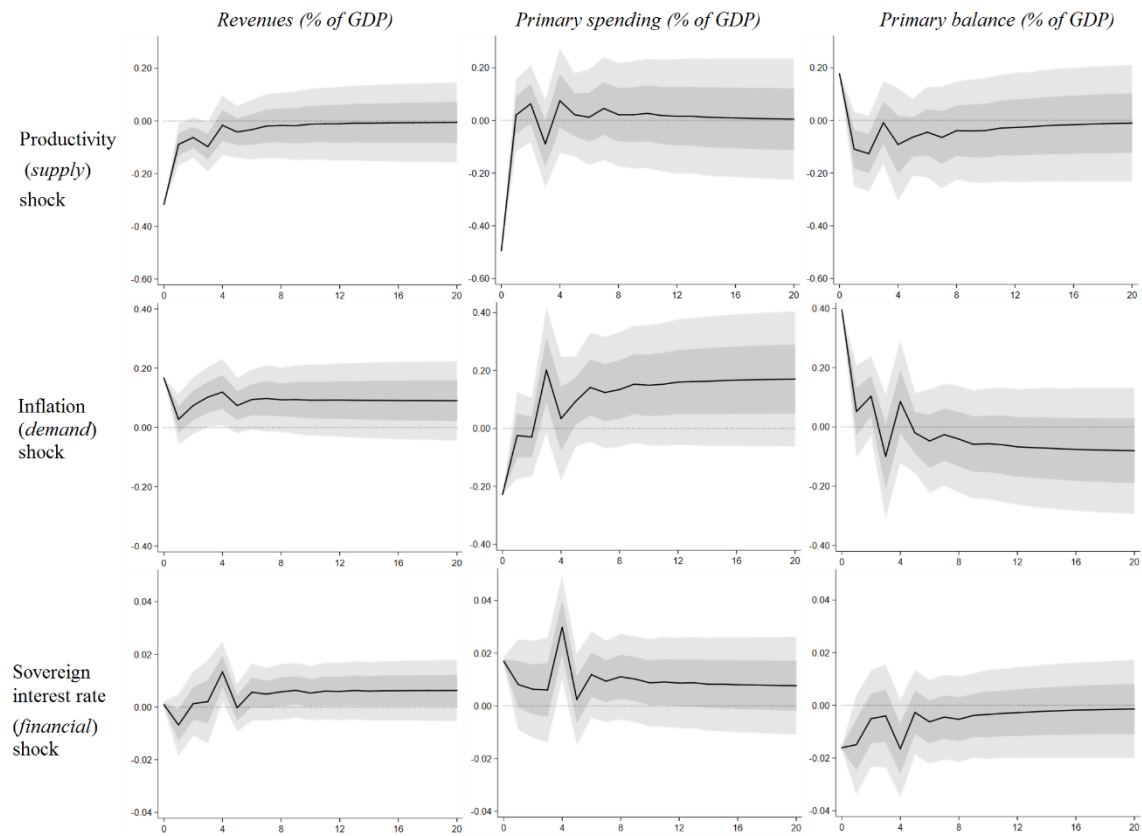 Revenues (% of GDP) Primary spending (% of GDP) Primary balance (% of GDP)
Productivity
(supply)
shock
0.20 0.20 0.20
0.00 0.00 0.00
-0.20 -0.20 -0.20
-0.40 -0.40 -0.40
-0.60 -0.60 -0.60
0 4 8 12 16 20 0 4 8 12 16 20 0 4 8 12 16 20
Inflation
(demand)
shock
0.40 0.40 0.40
0.20 0.20 0.20
0.00 0.00 0.00
-0.20 -0.20 -0.20
-0.40 -0.40 -0.40
0 4 8 12 16 20 0 4 8 12 16 20 0 4 8 12 16 20
Sovereign
interest rate
(financial)
shock
0.04 0.04 0.04
0.02 0.02 0.02
0.00 0.00 0.00
-0.02 -0.02 -0.02
-0.04 -0.04 -0.04
0 4 8 12 16 20 0 4 8 12 16 20 0 4 8 12 16 20